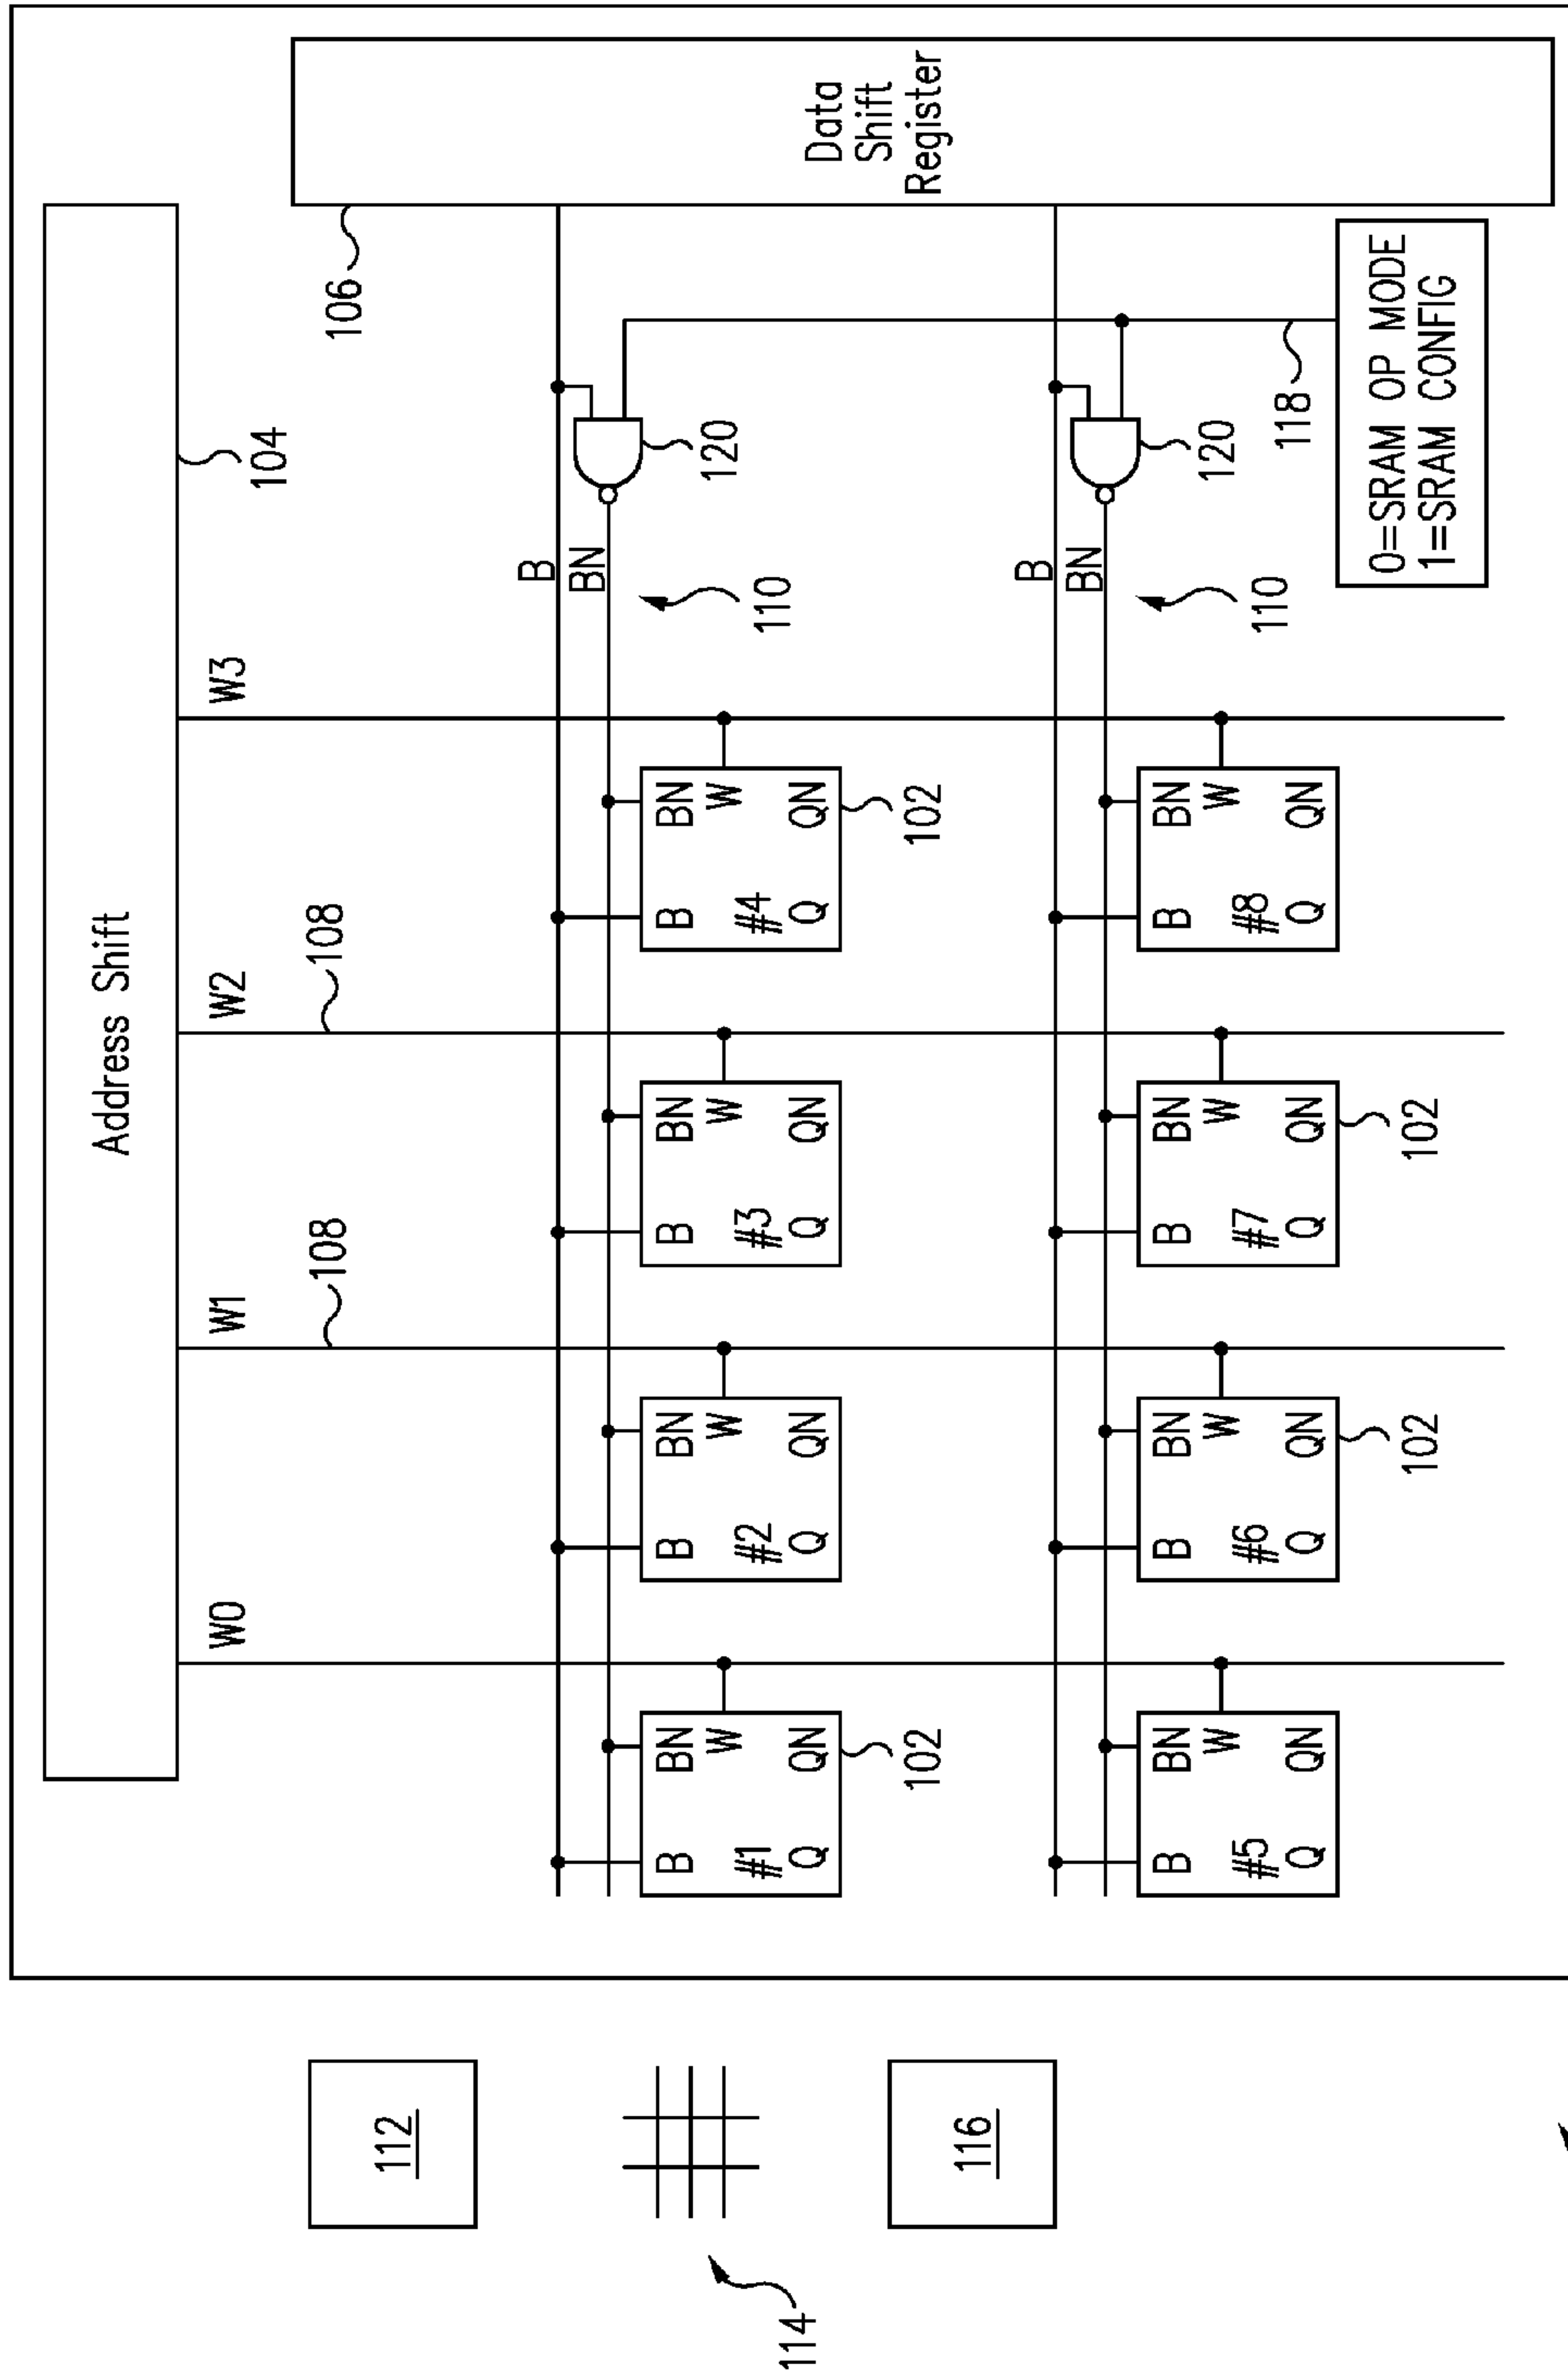 Address Shift
104
106
Data
Shift
Register
W0
W1
W2
W3
108
108
B
BN
120
110
B BN
W
#1
Q QN
102
B BN
W
#2
Q QN
B BN
W
#3
Q QN
B BN
W
#4
Q QN
102
B
BN
120
110
118
B BN
W
#5
Q QN
B BN
W
#6
Q QN
102
B BN
W
#7
Q QN
102
B BN
W
#8
Q QN
0=SRAM OP MODE
1=SRAM CONFIG
112
114
116